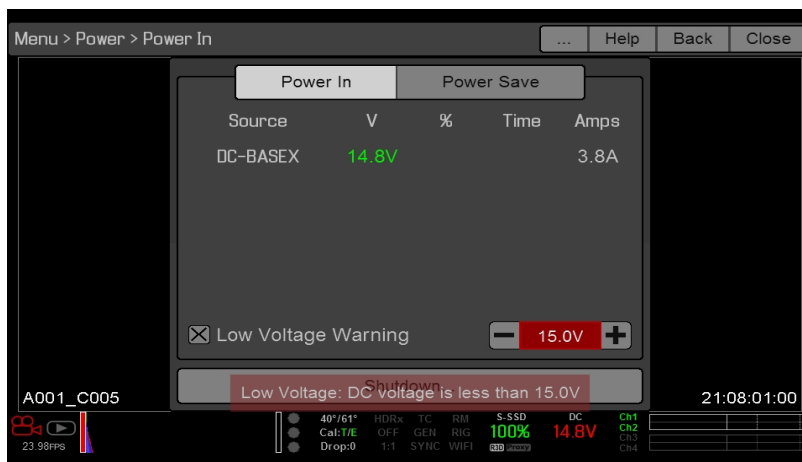 Menu > Power > Power In ... Help Back Close
Power In Power Save
Source V % Time Amps
DC-BASEX 14.8V 3.8A
Low Voltage Warning 15.0V
Shutdown...
Low Voltage: DC voltage is less than 15.0V
A001_C005 21:08:01:00
40°/61° HDRx TC RM S-SSD DC Ch1
Cal:T/E OFF GEN RIG 100% 14.8V Ch2
23.98FPS Drop:0 1:1 SYNC WIFI R3D Proxy Ch3
Ch4